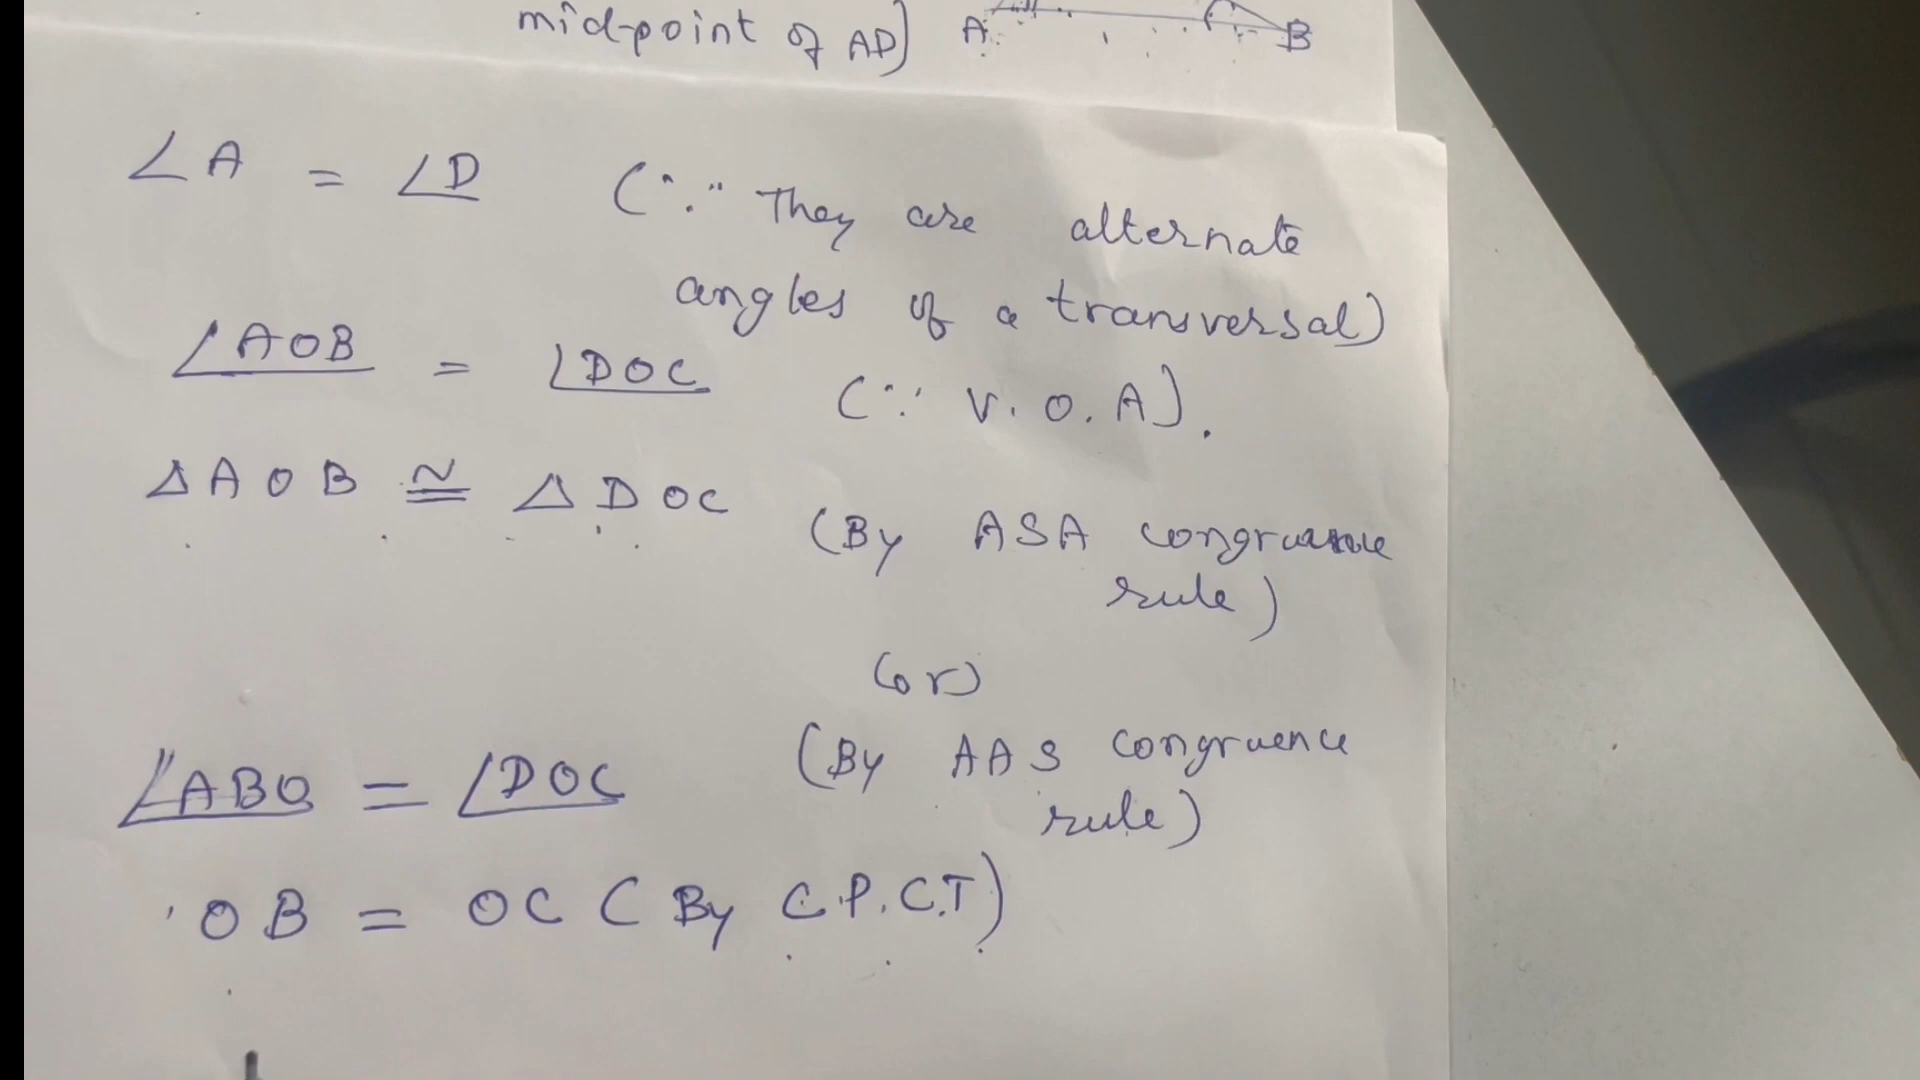 mid-point of AD) A B
∠A = ∠D (∵ They are alternate
angles of a transversal)
∠AOB = ∠DOC (∵ V.O.A).
ΔAOB ≅ ΔDOC (By ASA congruence
rule)
(or)
(By AAS congruence
rule)
∠ABO = ∠DOC
OB = OC (By C.P.C.T)